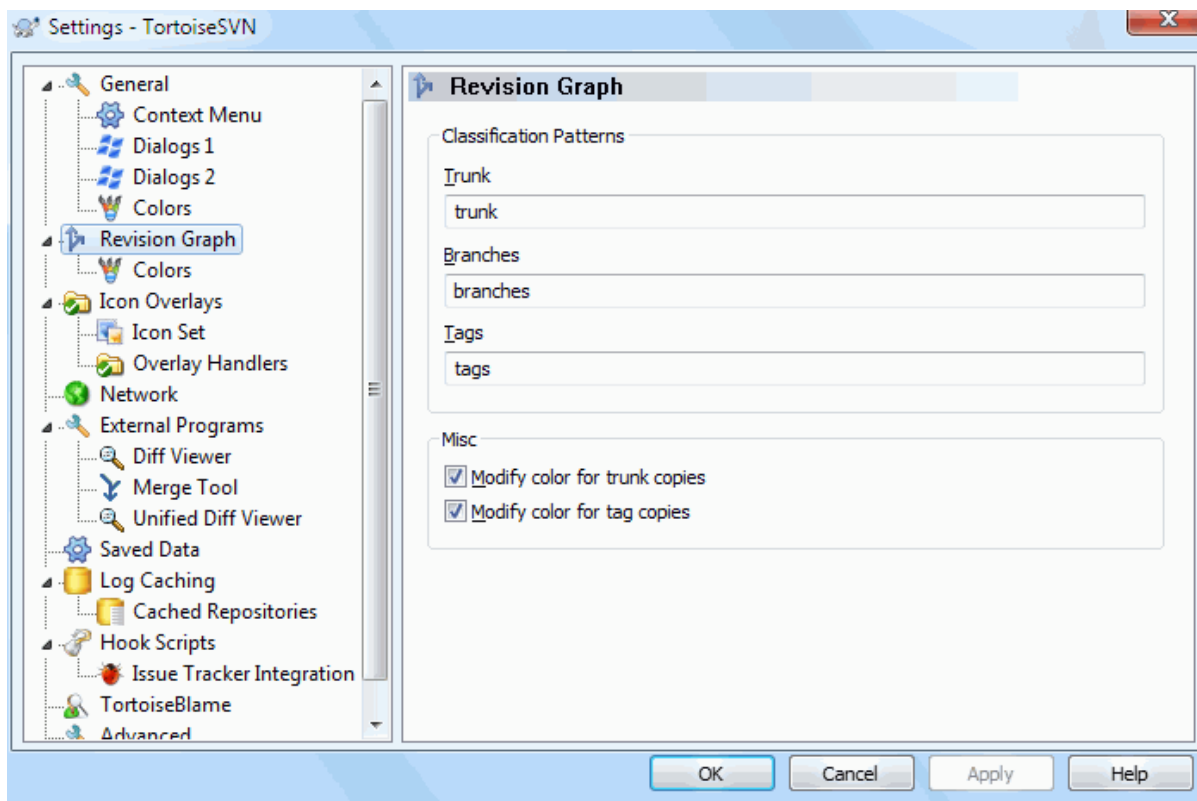 Settings - TortoiseSVN
General
Context Menu
Dialogs 1
Dialogs 2
Colors
Revision Graph
Colors
Icon Overlays
Icon Set
Overlay Handlers
Network
External Programs
Diff Viewer
Merge Tool
Unified Diff Viewer
Saved Data
Log Caching
Cached Repositories
Hook Scripts
Issue Tracker Integration
TortoiseBlame
Advanced
Revision Graph
Classification Patterns
Trunk
trunk
Branches
branches
Tags
tags
Misc
Modify color for trunk copies
Modify color for tag copies
OK Cancel Apply Help